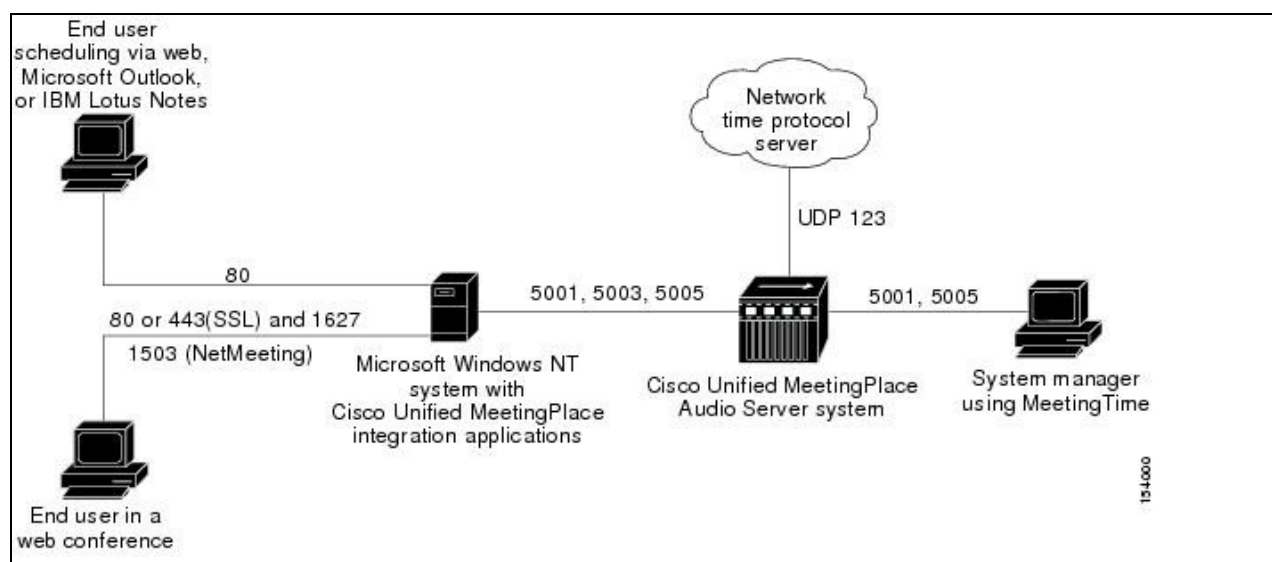 End user
scheduling via web,
Microsoft Outlook,
or IBM Lotus Notes
Network
time protocol
server
UDP 123
80
80 or 443(SSL) and 1627
1503 (NetMeeting)
5001, 5003, 5005
5001, 5005
Microsoft Windows NT
system with
Cisco Unified MeetingPlace
integration applications
Cisco Unified MeetingPlace
Audio Server system
System manager
using MeetingTime
End user in a
web conference
154000